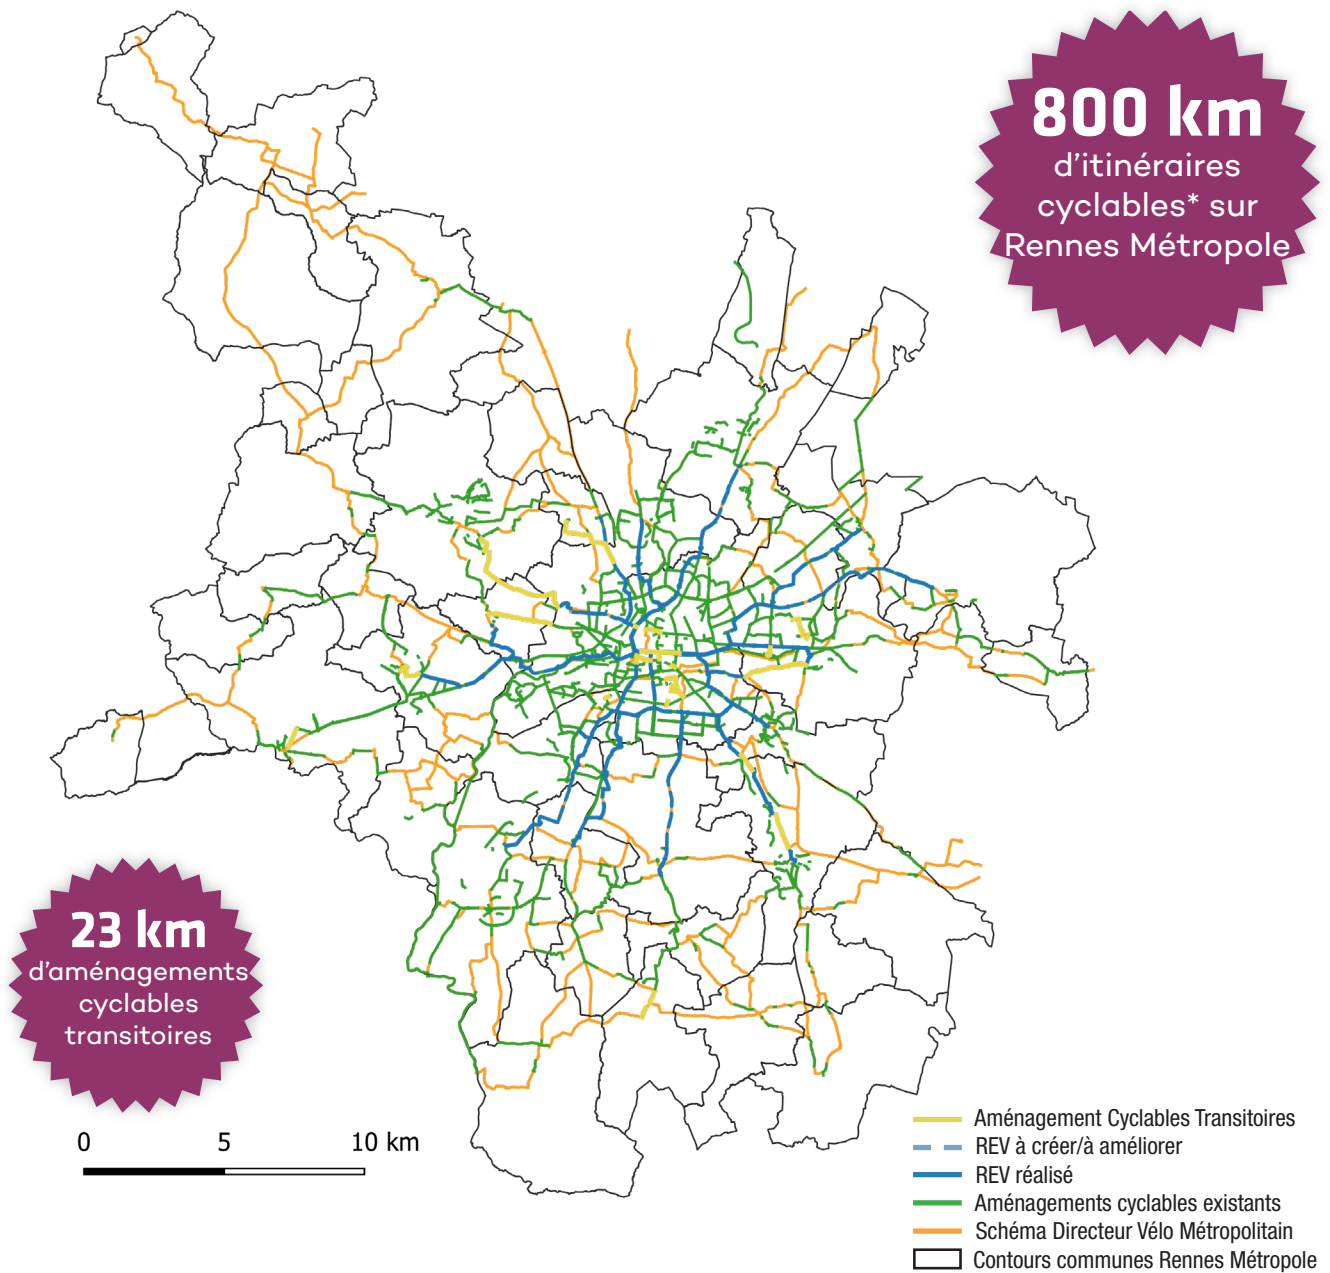 800 km
d’itinéraires
cyclables* sur
Rennes Métropole
23 km
d’aménagements
cyclables
transitoires
0 5 10 km
Aménagement Cyclables Transitoires
REV à créer/à améliorer
REV réalisé
Aménagements cyclables existants
Schéma Directeur Vélo Métropolitain
Contours communes Rennes Métropole